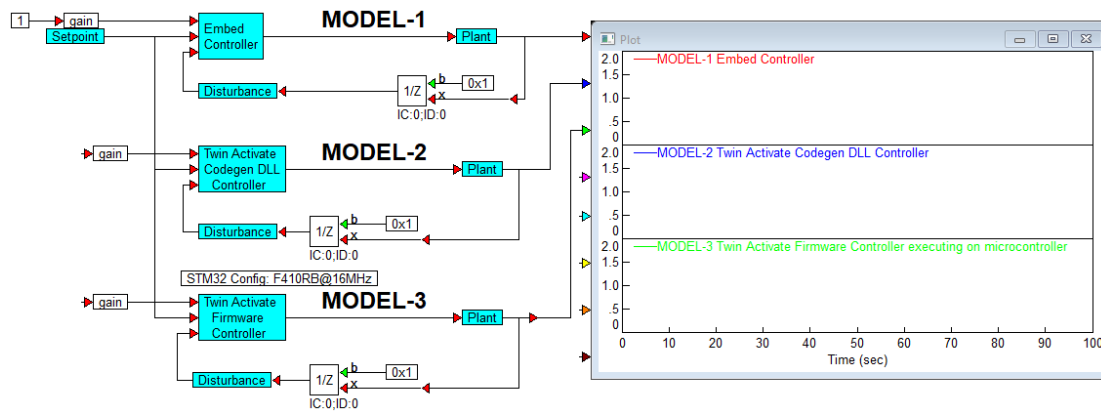 1
gain
MODEL-1
Setpoint
Embed
Controller
Plant
Disturbance
1/Z
b
x
0x1
IC:0;ID:0
gain
Twin Activate
Codegen DLL
Controller
MODEL-2
Plant
Disturbance
1/Z
b
x
0x1
IC:0;ID:0
STM32 Config: F410RB@16MHz
gain
Twin Activate
Firmware
Controller
MODEL-3
Plant
Disturbance
1/Z
b
x
0x1
IC:0;ID:0
Plot
2.0
MODEL-1 Embed Controller
1.5
1.0
.5
0
2.0
MODEL-2 Twin Activate Codegen DLL Controller
1.5
1.0
.5
0
2.0
MODEL-3 Twin Activate Firmware Controller executing on microcontroller
1.5
1.0
.5
0
0 10 20 30 40 50 60 70 80 90 100
Time (sec)